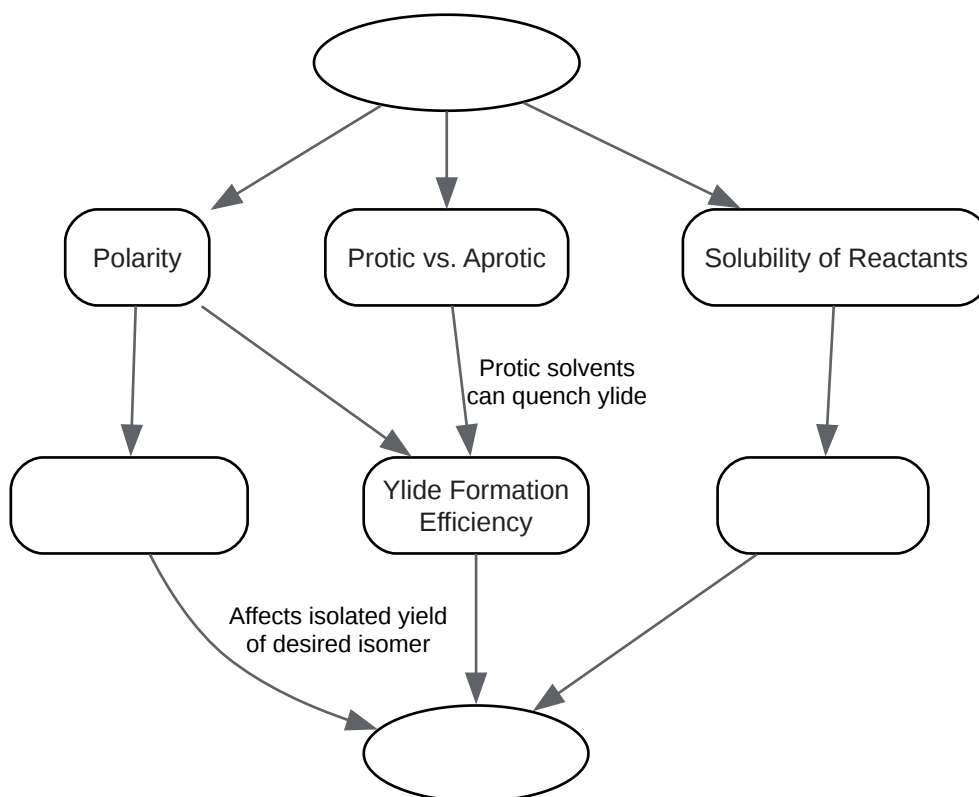 Polarity
Protic vs. Aprotic
Solubility of Reactants
Protic solvents
can quench ylide
Ylide Formation
Efficiency
Affects isolated yield
of desired isomer